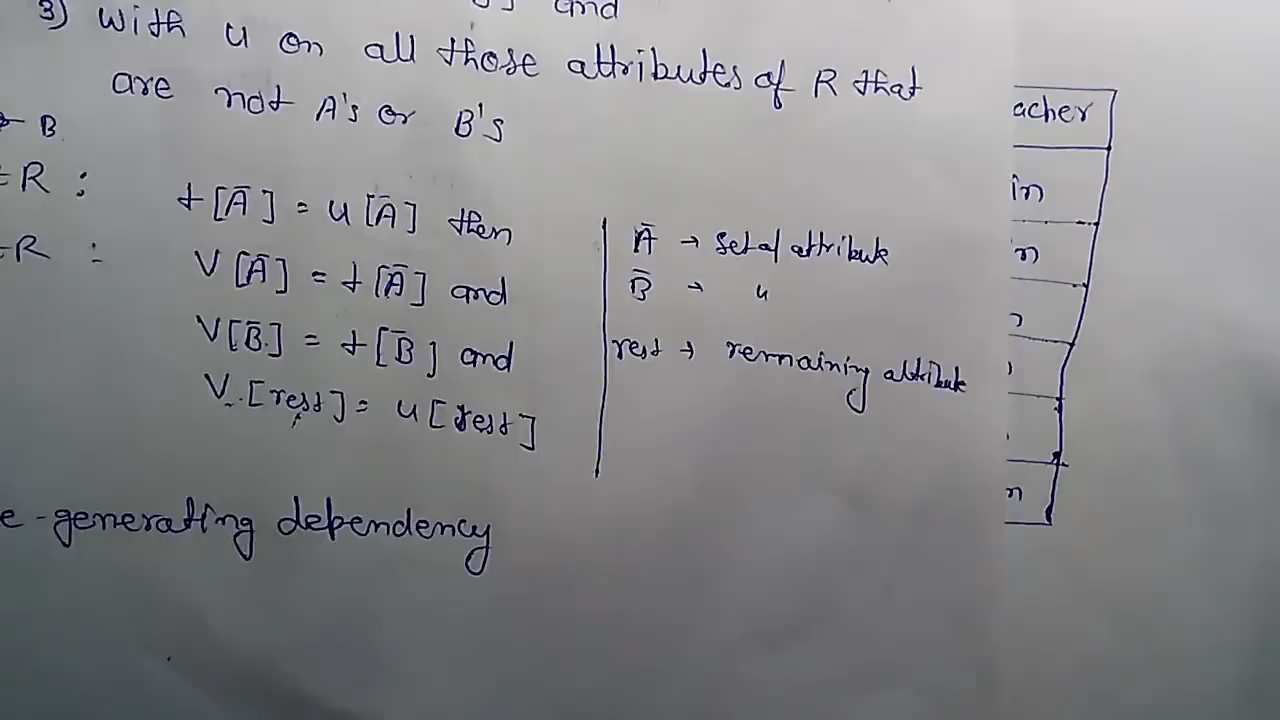 and
3) With u on all those attributes of R that
are not A's or B's
B
R :
t[Ā] = u[Ā] then
R :
V[Ā] = t[Ā] and
V[B̄] = t[B̄] and
V[rest] = u[rest]
Ā → Set of attribute
B̄ → "
rest → remaining attribute
e-generating dependency
acher
in
n
n